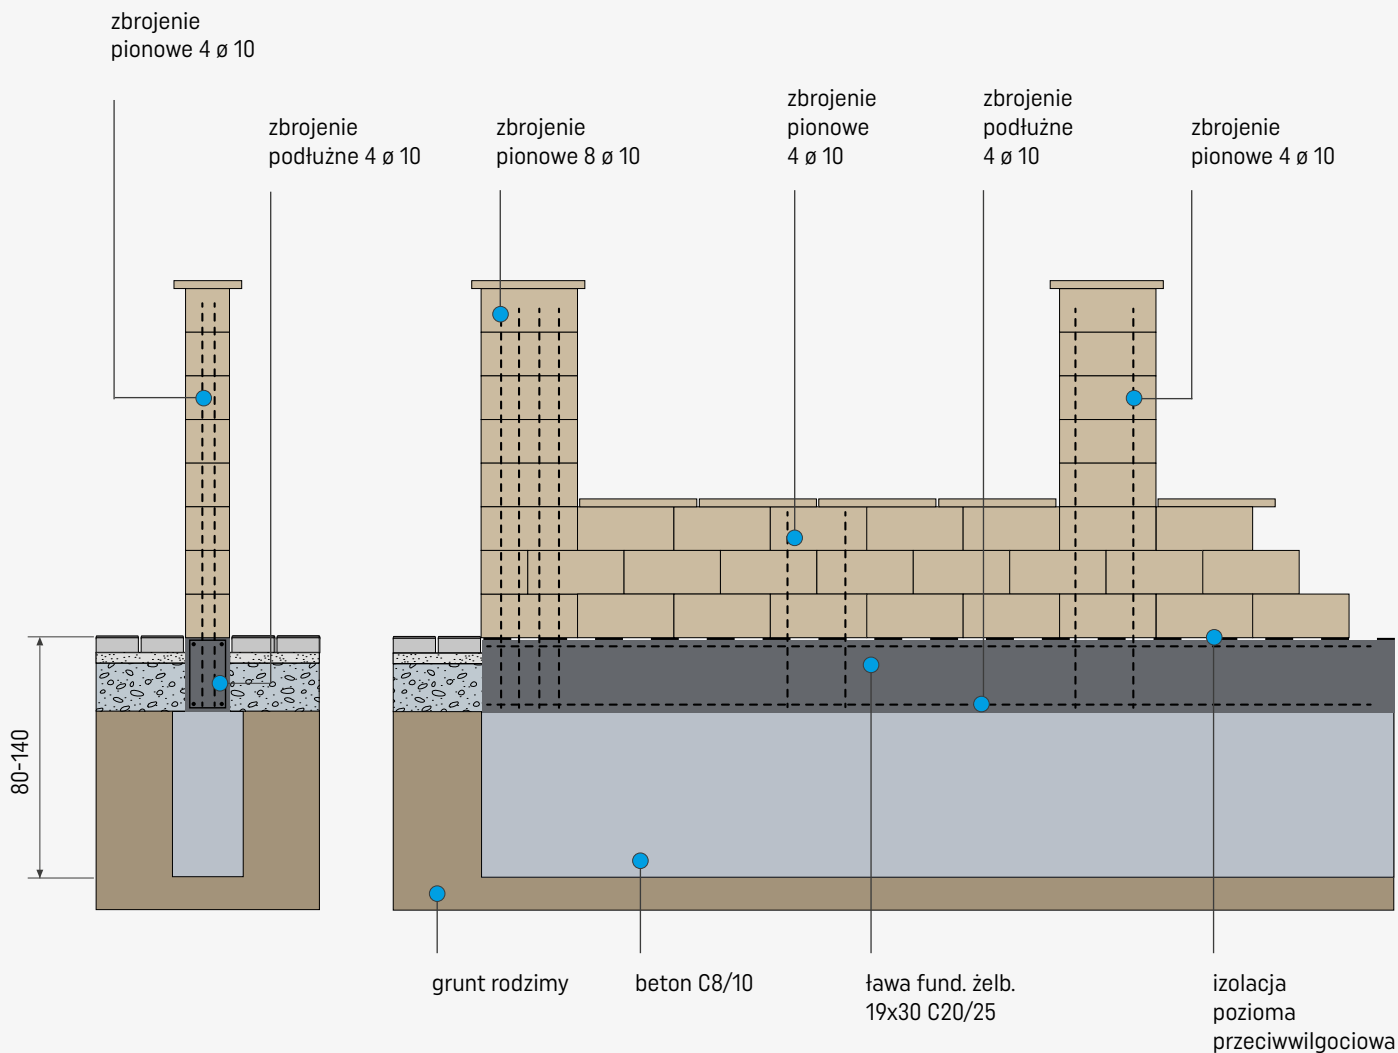 zbrojenie
pionowe 4 ø 10
zbrojenie
podłużne 4 ø 10
zbrojenie
pionowe 8 ø 10
zbrojenie
pionowe
4 ø 10
zbrojenie
podłużne
4 ø 10
zbrojenie
pionowe 4 ø 10
80-140
grunt rodzimy
beton C8/10
ława fund. żelb.
19x30 C20/25
izolacja
pozioma
przeciwwilgociowa